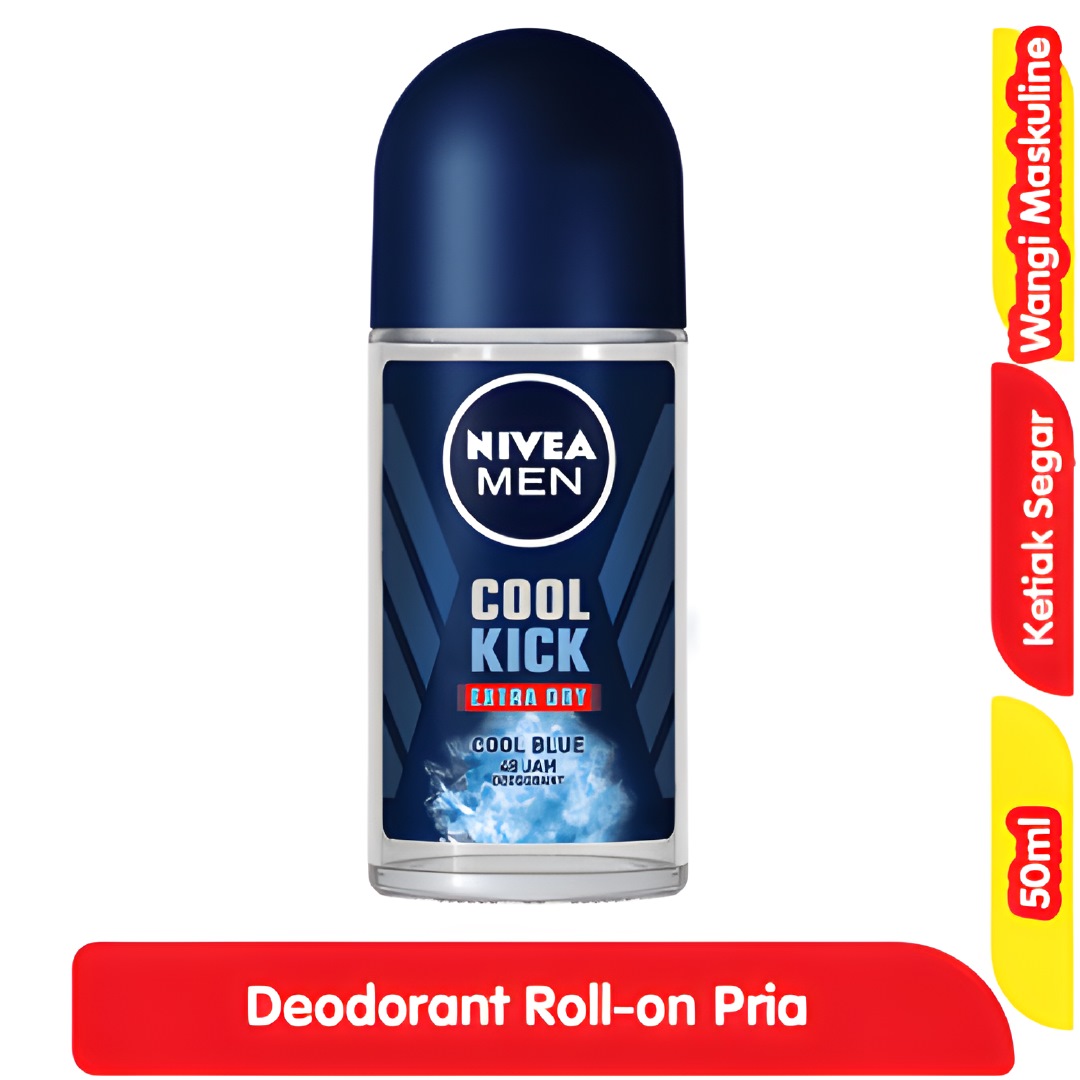 NIVEA
MEN
COOL
KICK
EXTRA DRY
COOL BLUE
48 JAM
DEODORANT
Wangi Maskuline
Ketiak Segar
50ml
Deodorant Roll-on Pria